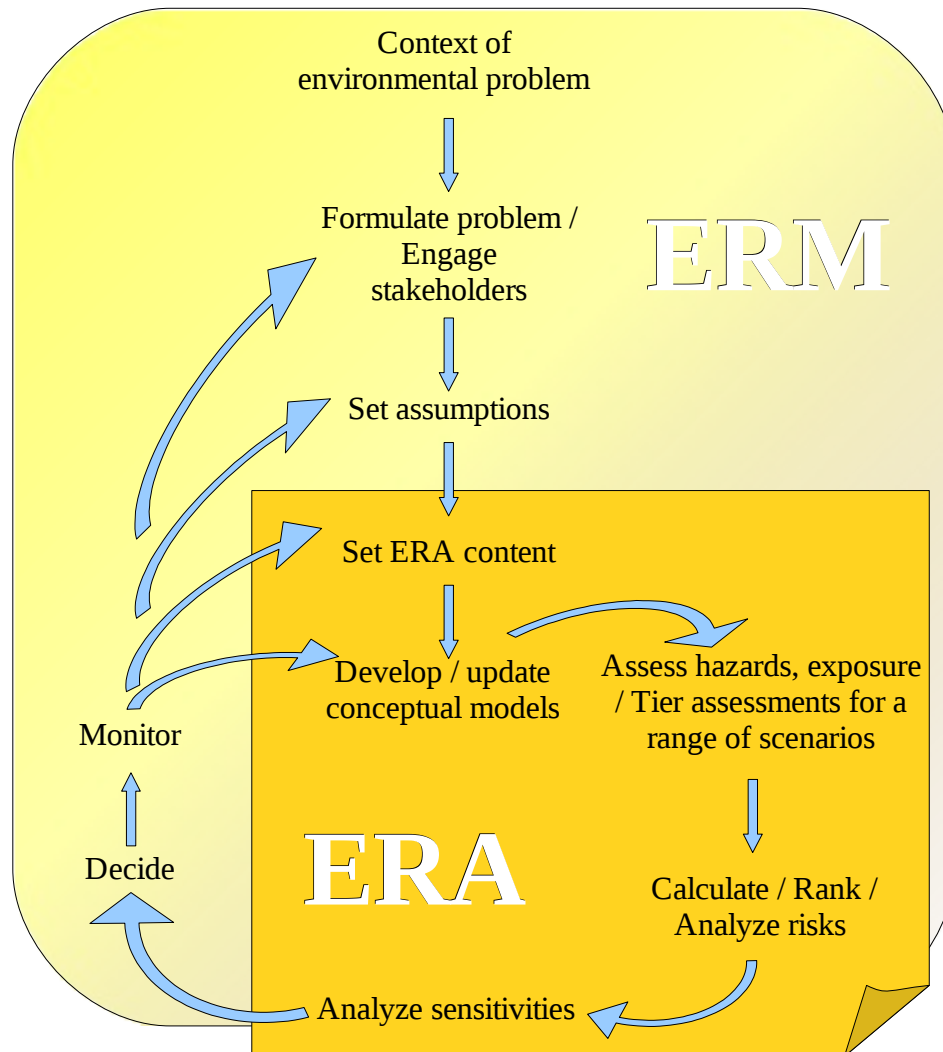 Context of
environmental problem
Formulate problem /
Engage
stakeholders
ERM
Set assumptions
Set ERA content
Develop / update
conceptual models
Assess hazards, exposure
/ Tier assessments for a
range of scenarios
Monitor
Decide
ERA
Calculate / Rank /
Analyze risks
Analyze sensitivities